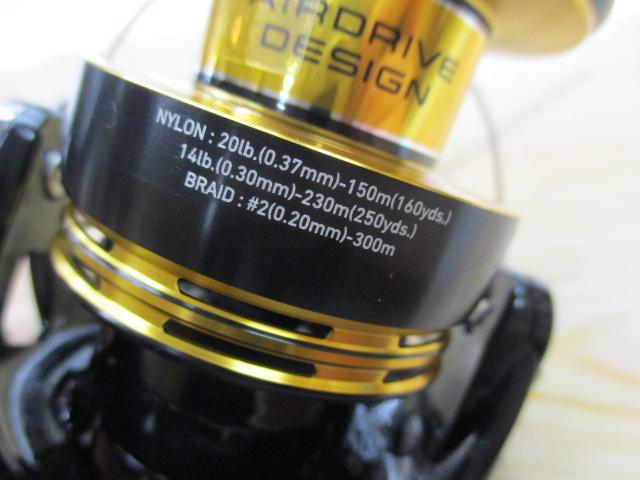 AIRDRIVE
DESIGN
NYLON : 20lb.(0.37mm)-150m(160yds.)
14lb.(0.30mm)-230m(250yds.)
BRAID : #2(0.20mm)-300m